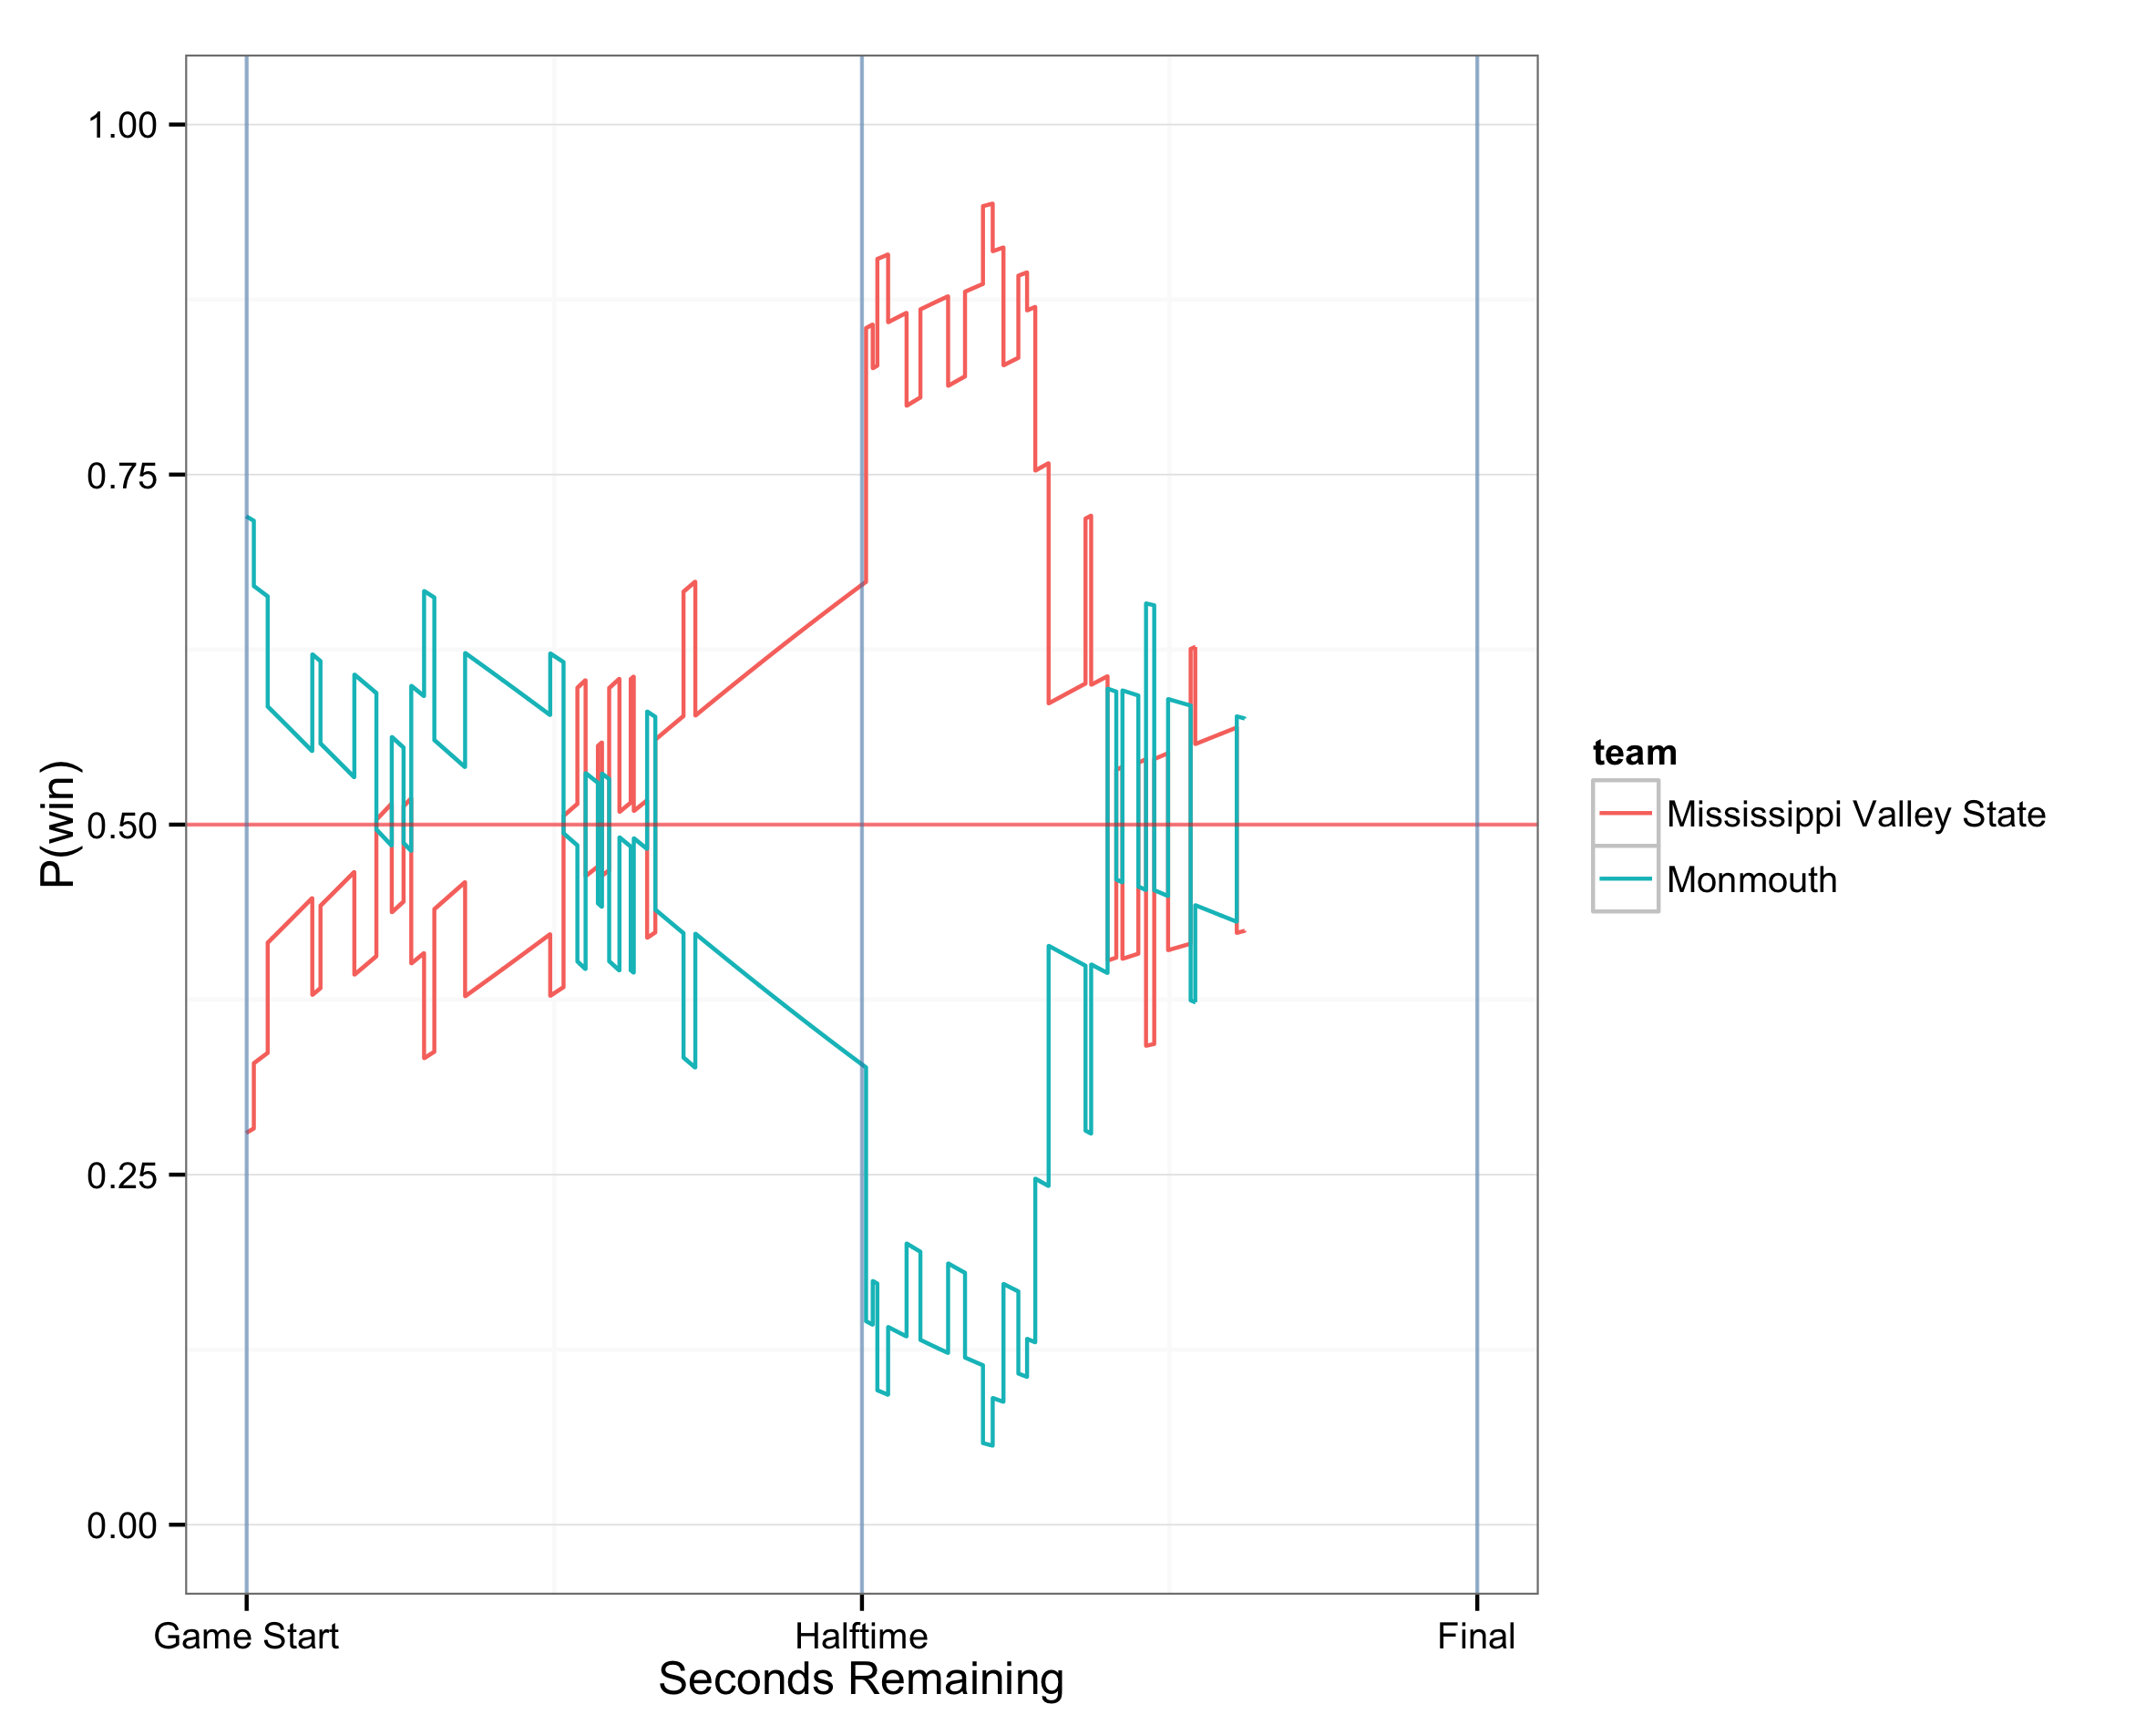 1.00
0.75
0.50
0.25
0.00
P(win)
Game Start
Halftime
Final
Seconds Remaining
team
Mississippi Valley State
Monmouth